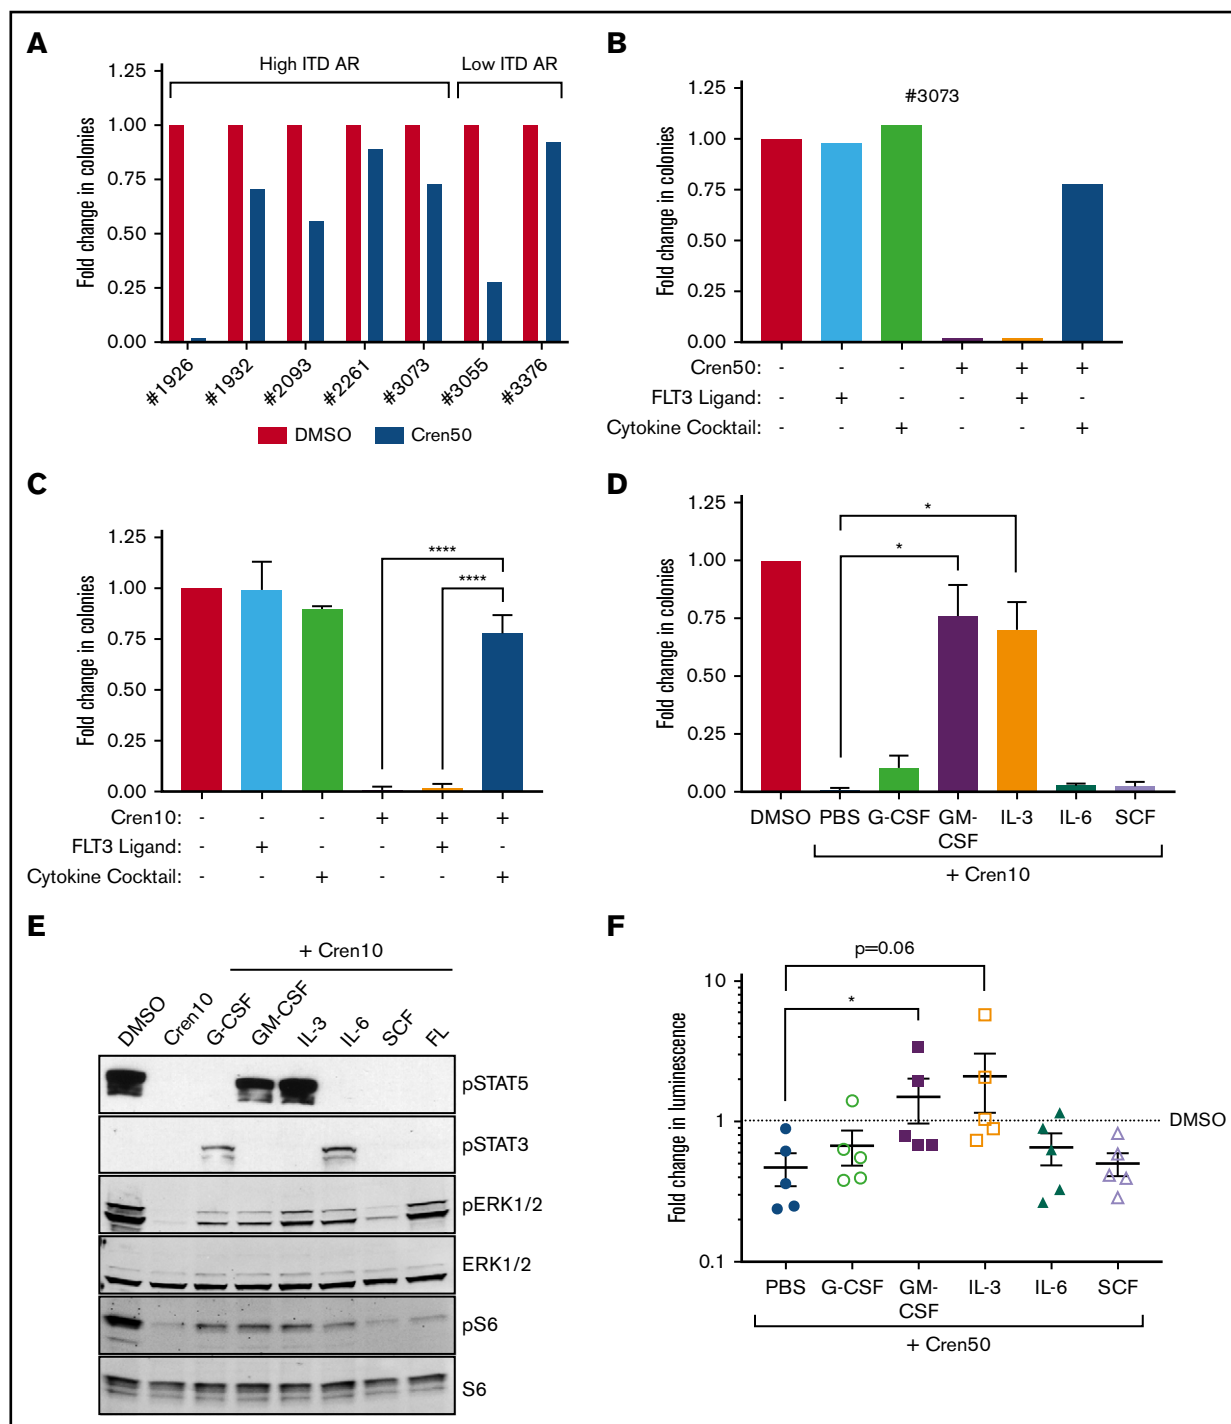 A
High ITD AR
Low ITD AR
Fold change in colonies
1.25
1.00
0.75
0.50
0.25
0.00
#1926
#1932
#2093
#2261
#3073
#3055
#3376
DMSO
Cren50
B
#3073
Fold change in colonies
1.25
1.00
0.75
0.50
0.25
0.00
Cren50: - - - + + +
FLT3 Ligand: - + - - + -
Cytokine Cocktail: - - + - - +
C
Fold change in colonies
1.25
1.00
0.75
0.50
0.25
0.00
****
****
Cren10: - - - + + +
FLT3 Ligand: - + - - + -
Cytokine Cocktail: - - + - - +
D
Fold change in colonies
1.25
1.00
0.75
0.50
0.25
0.00
*
*
DMSO PBS G-CSF GM- IL-3 IL-6 SCF
CSF
+ Cren10
E
+ Cren10
DMSO
Cren10
G-CSF
GM-CSF
IL-3
IL-6
SCF
FL
pSTAT5
pSTAT3
pERK1/2
ERK1/2
pS6
S6
F
p=0.06
*
Fold change in luminescence
10
1
0.1
DMSO
PBS G-CSF GM- IL-3 IL-6 SCF
CSF
+ Cren50